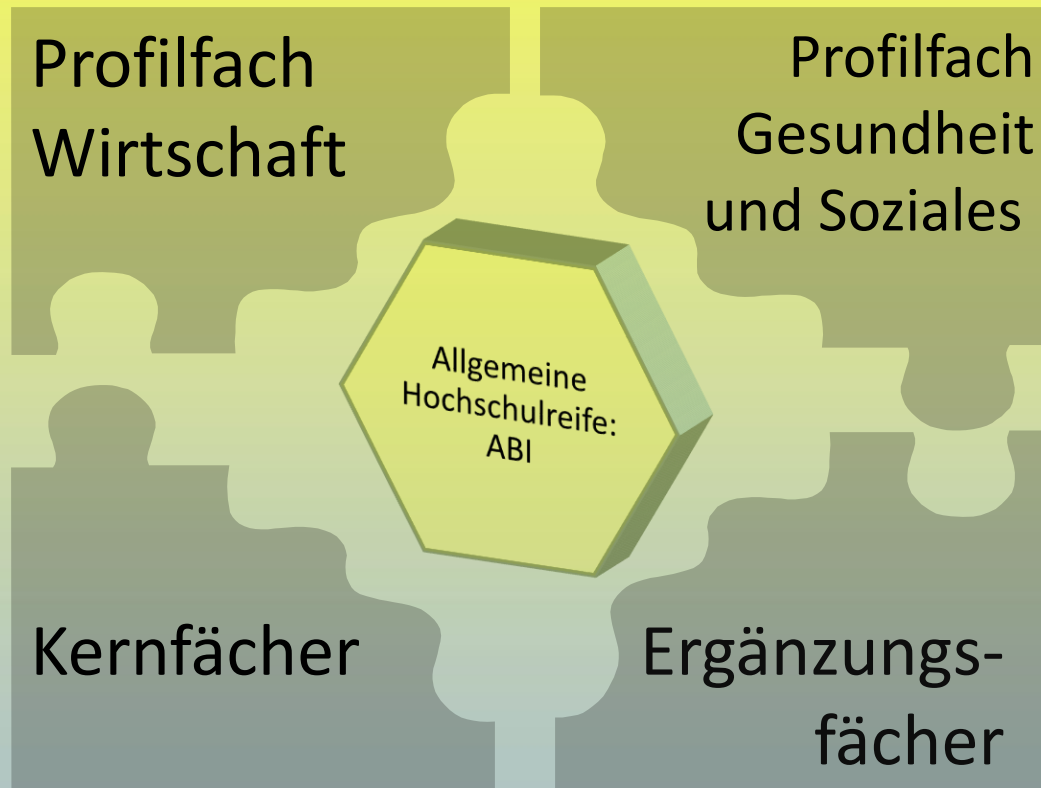 Profilfach
Wirtschaft
Profilfach
Gesundheit
und Soziales
Allgemeine
Hochschulreife:
ABI
Kernfächer
Ergänzungs-
fächer